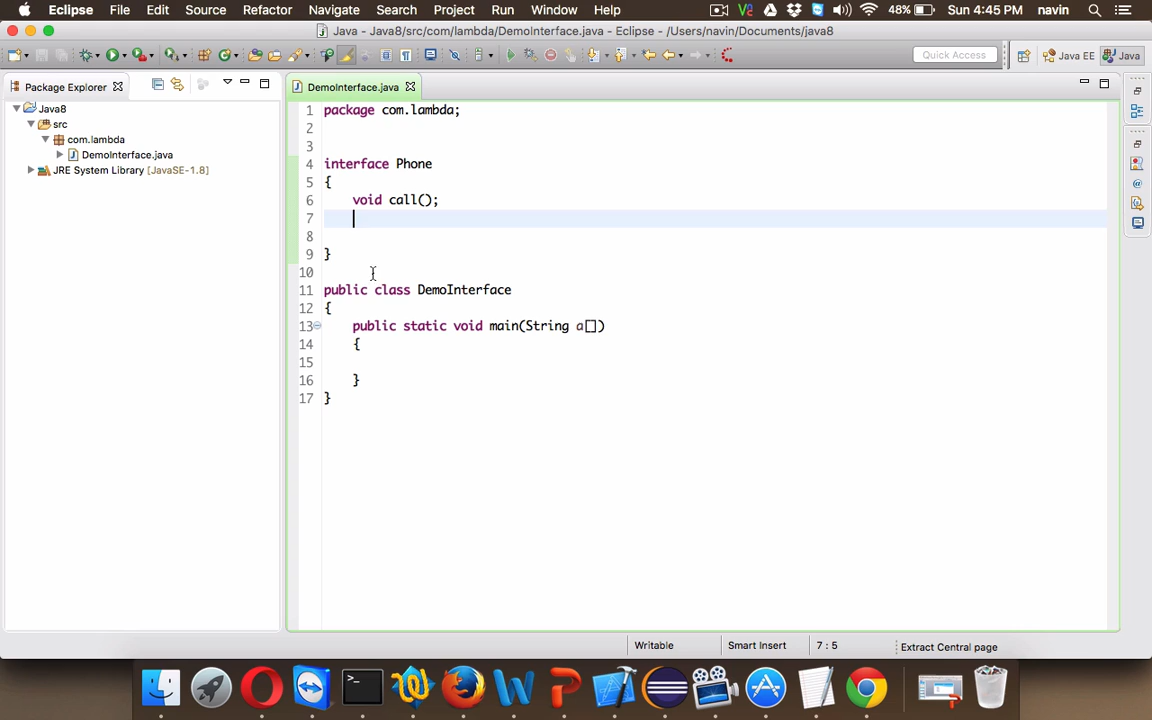 Eclipse File Edit Source Refactor Navigate Search Project Run Window Help 48% Sun 4:45 PM navin
Java - Java8/src/com/lambda/DemoInterface.java - Eclipse - /Users/navin/Documents/java8
Quick Access Java EE Java
Package Explorer
Java8
src
com.lambda
DemoInterface.java
JRE System Library [JavaSE-1.8]
DemoInterface.java
1 package com.lambda;
2
3
4 interface Phone
5 {
6 void call();
7
8
9 }
10
11 public class DemoInterface
12 {
13 public static void main(String a[])
14 {
15
16 }
17 }
Writable Smart Insert 7 : 5 Extract Central page